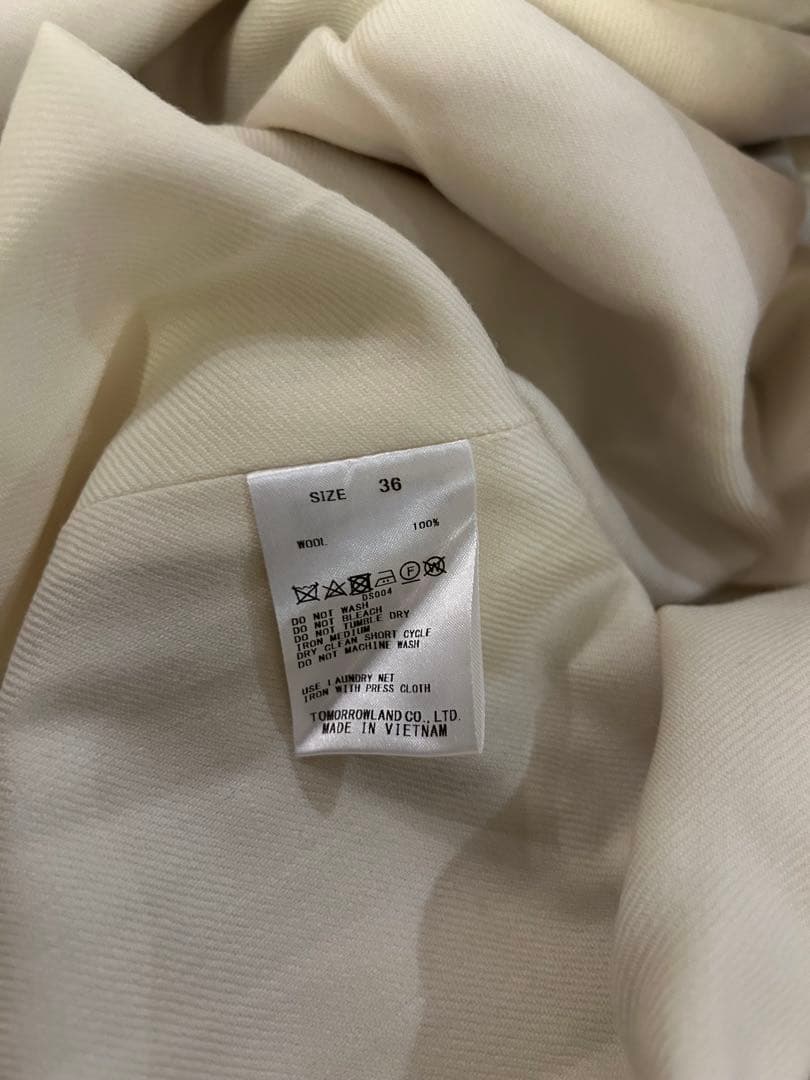 SIZE 36
WOOL 100%
F W
DS004
DO NOT WASH
DO NOT BLEACH
DO NOT TUMBLE DRY
IRON MEDIUM
DRY CLEAN SHORT CYCLE
DO NOT MACHINE WASH
USE LAUNDRY NET
IRON WITH PRESS CLOTH
TOMORROWLAND CO., LTD.
MADE IN VIETNAM